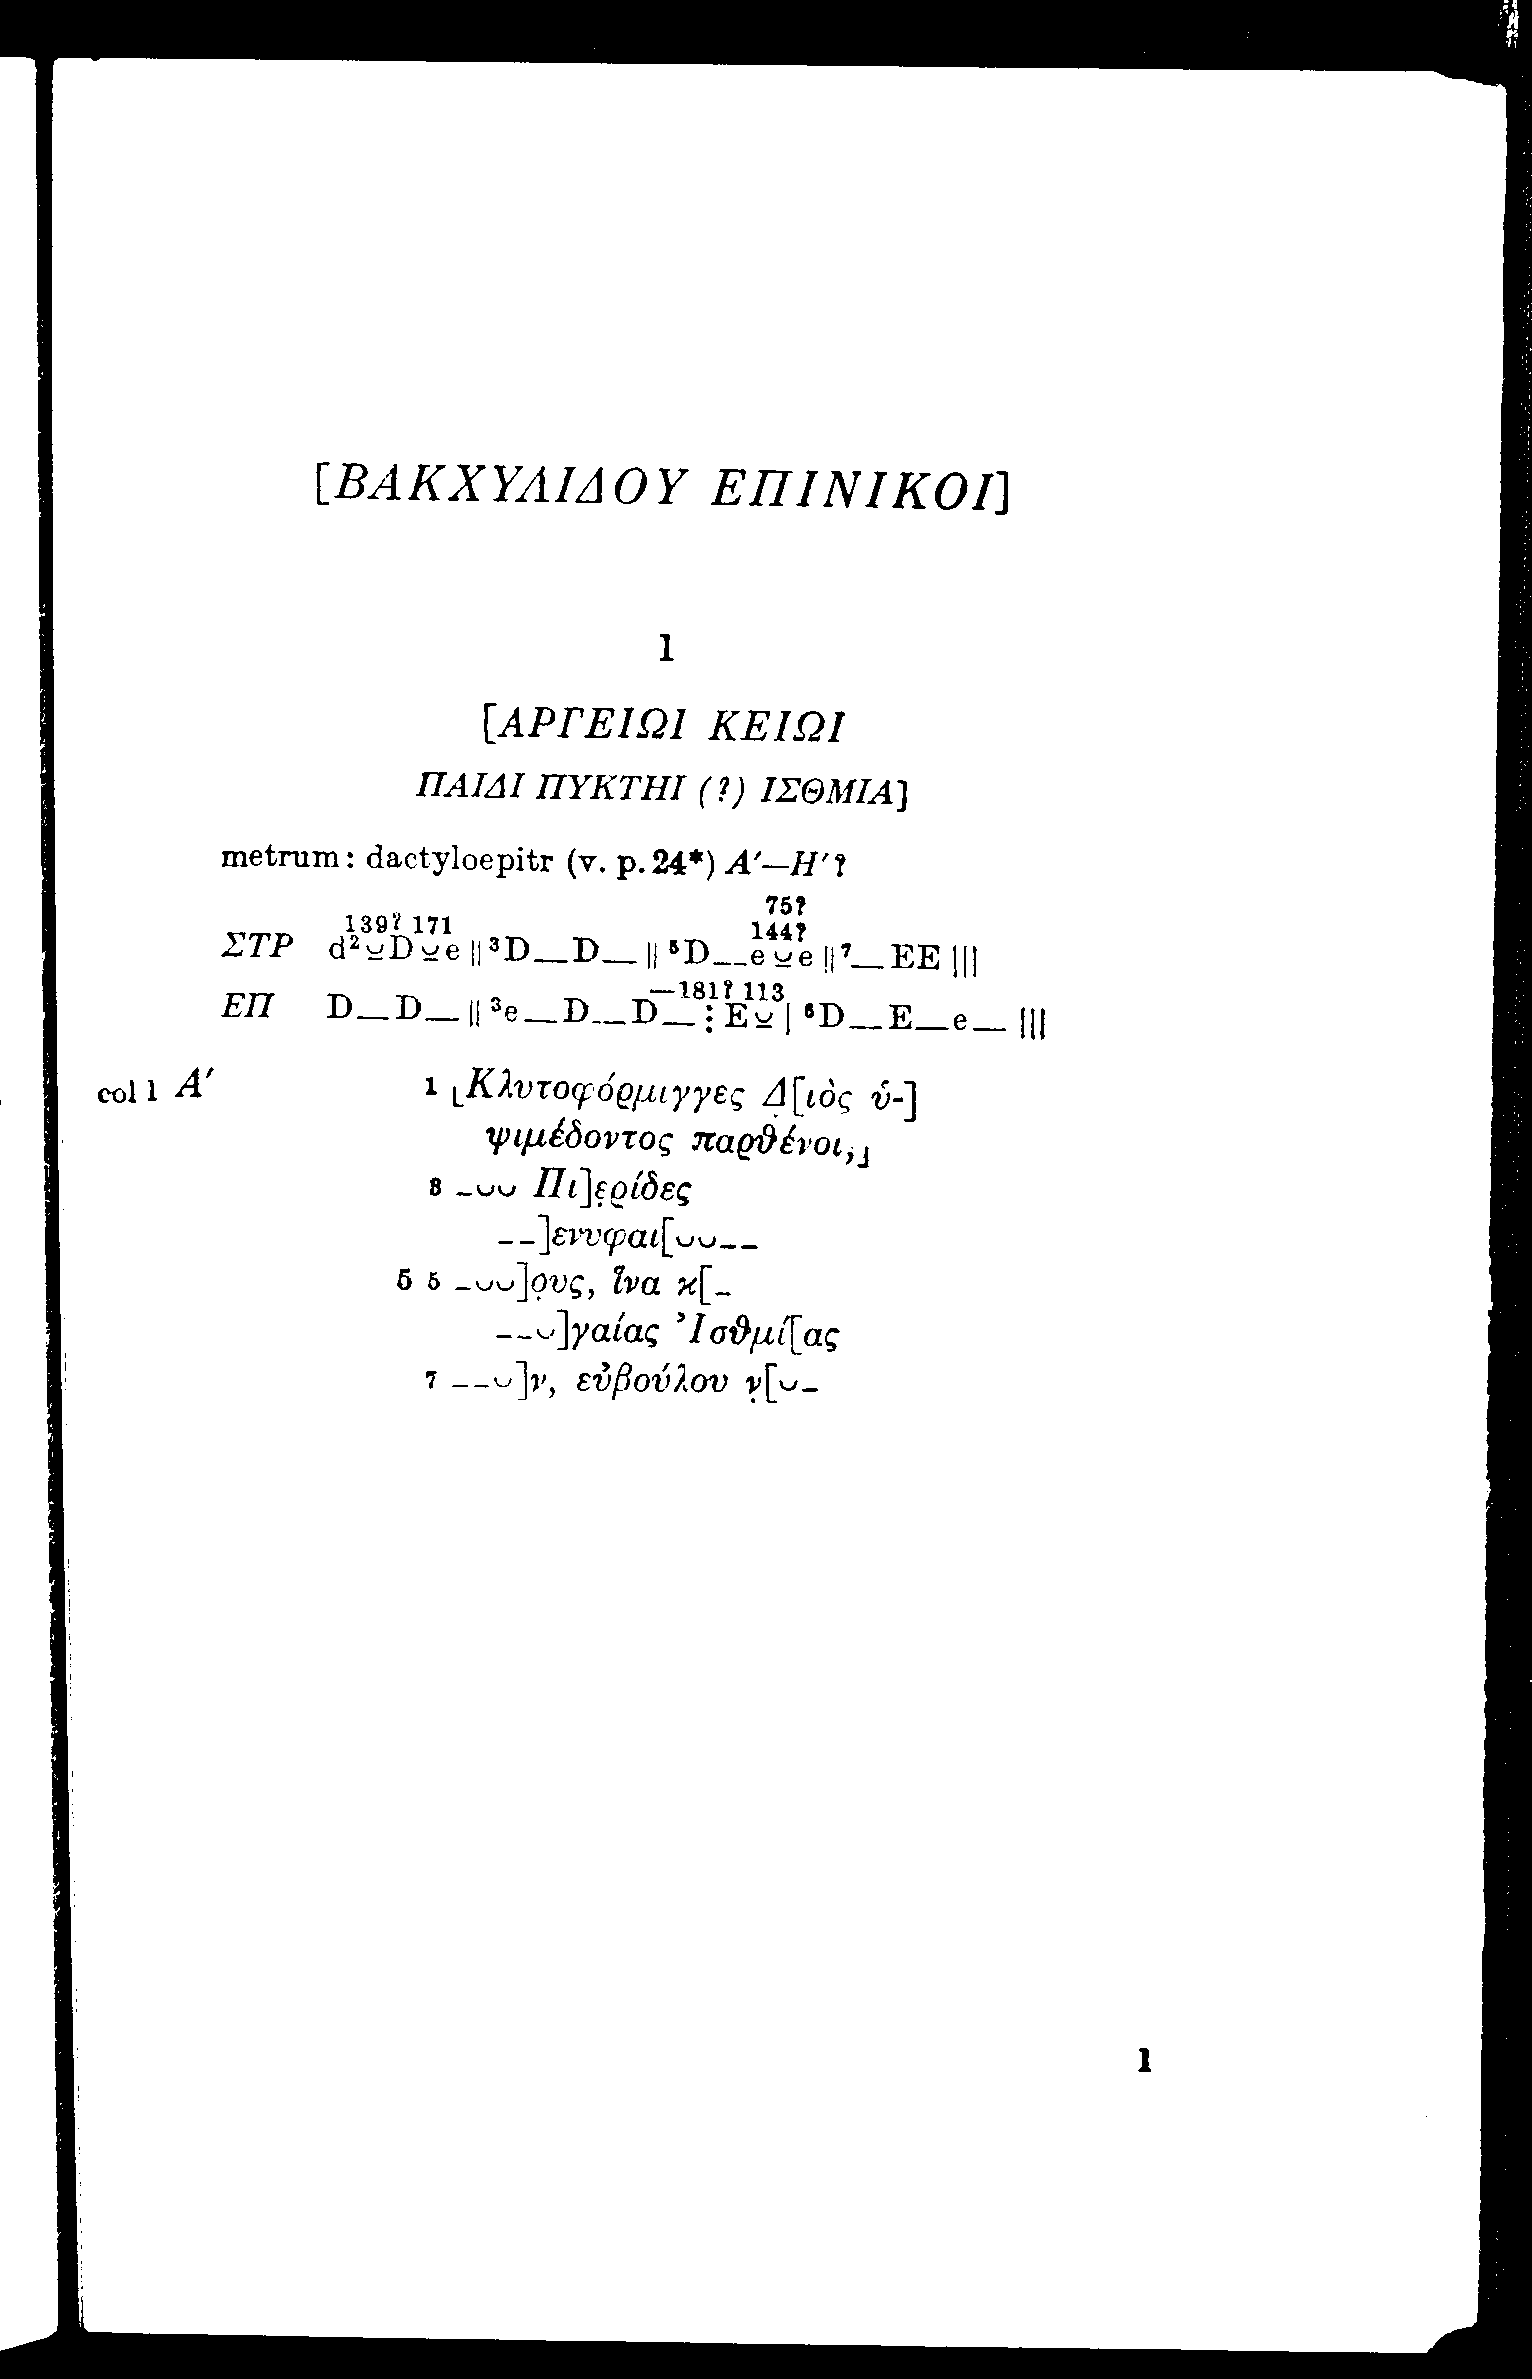 [ΒΑΚΧΥΛΙΔΟΥ ΕΠΙΝΙΚΟΙ]
1
[ΑΡΓΕΙΩΙ ΚΕΙΩΙ
ΠΑΙΔΙ ΠΥΚΤΗΙ (?) ΙΣΘΜΙΑ]
metrum: dactyloepitr (v. p. 24*) Α′—Η′?
75?
139? 171 144?
ΣΤΡ d²⏓D⏓e || ³D—D— || ⁵D—e⏓e || ⁷—EE |||
—181? 113
ΕΠ D—D— || ³e—D—D—⋮E⏓ | ⁶D—E—e— |||
col 1 Α′ 1 ⌊Κλυτοφόρμιγγες Δ̣[ιὸς ὑ-]
ψιμέδοντος παρθένοι,⌋
3 –⏑⏑ Πι]ε̣ρίδες
– –]ενυφαι[⏑⏑– –
5 5 –⏑⏑]ο̣υς, ἵνα κ[–
– –⏑]γαίας Ἰσθμί[ας
7 – –⏑]ν, εὐβούλου ν̣[⏑–
1